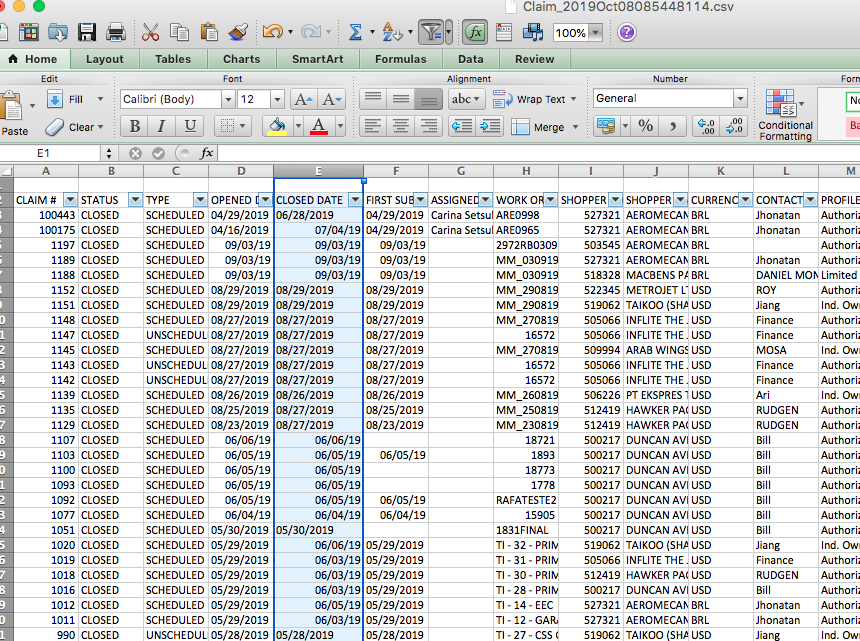 Claim_2019Oct08085448114.csv
fx 100%
Home Layout Tables Charts SmartArt Formulas Data Review
Edit Font Alignment Number
Paste Fill Clear
Calibri (Body) 12 A A
B I U A
abc Wrap Text Merge
General % Conditional Formatting
E1 fx
A B C D E F G H I J K L M
CLAIM # STATUS TYPE OPENED CLOSED DATE FIRST SUB ASSIGNED WORK OR SHOPPER SHOPPER CURRENC CONTACT PROFILE
100443 CLOSED SCHEDULED 04/29/2019 06/28/2019 04/29/2019 Carina Setsu ARE0998 527321 AEROMECAN BRL Jhonatan Authoriz
100175 CLOSED SCHEDULED 04/16/2019 07/04/19 04/29/2019 Carina Setsul ARE0965 527321 AEROMECAN BRL Jhonatan Authoriz
1197 CLOSED SCHEDULED 09/03/19 09/03/19 09/03/19 2972RB0309 503545 AEROMECAN BRL Authoriz
1189 CLOSED SCHEDULED 09/03/19 09/03/19 09/03/19 MM_030919 527321 AEROMECAN BRL Jhonatan Authoriz
1188 CLOSED SCHEDULED 09/03/19 09/03/19 09/03/19 MM_030919 518328 MACBENS PA BRL DANIEL MON Limited
1152 CLOSED SCHEDULED 08/29/2019 08/29/2019 08/29/2019 MM_290819 522345 METROJET L USD ROY Authoriz
1151 CLOSED SCHEDULED 08/29/2019 08/29/2019 08/29/2019 MM_290819 519062 TAIKOO (SHA USD Jiang Ind. Ow
1148 CLOSED SCHEDULED 08/27/2019 08/27/2019 08/27/2019 MM_270819 505066 INFLITE THE USD Finance Authoriz
1147 CLOSED UNSCHEDUL 08/27/2019 08/27/2019 08/27/2019 16572 505066 INFLITE THE USD Finance Authoriz
1145 CLOSED SCHEDULED 08/27/2019 08/27/2019 08/27/2019 MM_270819 509994 ARAB WINGS USD MOSA Ind. Ow
1143 CLOSED UNSCHEDUL 08/27/2019 08/27/2019 08/27/2019 16572 505066 INFLITE THE USD Finance Authoriz
1142 CLOSED UNSCHEDUL 08/27/2019 08/27/2019 08/27/2019 16572 505066 INFLITE THE USD Finance Authoriz
1139 CLOSED SCHEDULED 08/26/2019 08/26/2019 08/26/2019 MM_260819 506226 PT EKSPRES T USD Ari Ind. Ow
1135 CLOSED SCHEDULED 08/25/2019 08/27/2019 08/25/2019 MM_250819 512419 HAWKER PAC USD RUDGEN Authoriz
1129 CLOSED SCHEDULED 08/23/2019 08/27/2019 08/23/2019 MM_230819 512419 HAWKER PAC USD RUDGEN Authoriz
1107 CLOSED SCHEDULED 06/06/19 06/06/19 18721 500217 DUNCAN AVI USD Bill Authoriz
1103 CLOSED SCHEDULED 06/05/19 06/05/19 06/05/19 1893 500217 DUNCAN AVI USD Bill Authoriz
1100 CLOSED SCHEDULED 06/05/19 06/05/19 18773 500217 DUNCAN AVI USD Bill Authoriz
1093 CLOSED SCHEDULED 06/05/19 06/05/19 1778 500217 DUNCAN AVI USD Bill Authoriz
1092 CLOSED SCHEDULED 06/05/19 06/05/19 06/05/19 RAFATESTE2 500217 DUNCAN AVI USD Bill Authoriz
1077 CLOSED SCHEDULED 06/04/19 06/04/19 06/04/19 15905 500217 DUNCAN AVI USD Bill Authoriz
1051 CLOSED SCHEDULED 05/30/2019 05/30/2019 1831FINAL 500217 DUNCAN AVI USD Bill Authoriz
1020 CLOSED SCHEDULED 05/29/2019 06/06/19 05/29/2019 TI - 32 - PRIM 519062 TAIKOO (SHA USD Jiang Ind. Ow
1019 CLOSED SCHEDULED 05/29/2019 06/03/19 05/29/2019 TI - 31 - PRIM 505066 INFLITE THE USD Finance Authoriz
1018 CLOSED SCHEDULED 05/29/2019 06/03/19 05/29/2019 TI - 30 - PRIM 512419 HAWKER PAC USD RUDGEN Authoriz
1016 CLOSED SCHEDULED 05/29/2019 06/03/19 05/29/2019 TI - 28 - PRIM 500217 DUNCAN AVI USD Bill Authoriz
1012 CLOSED SCHEDULED 05/29/2019 06/05/19 05/29/2019 TI - 14 - EEC 527321 AEROMECAN BRL Jhonatan Authoriz
1011 CLOSED SCHEDULED 05/29/2019 06/03/19 05/29/2019 TI - 12 - GARA 527321 AEROMECAN BRL Jhonatan Authoriz
990 CLOSED UNSCHEDUL 05/28/2019 05/28/2019 05/28/2019 TI - 27 - CSS 519062 TAIKOO (SHA USD Jiang Ind. Ow